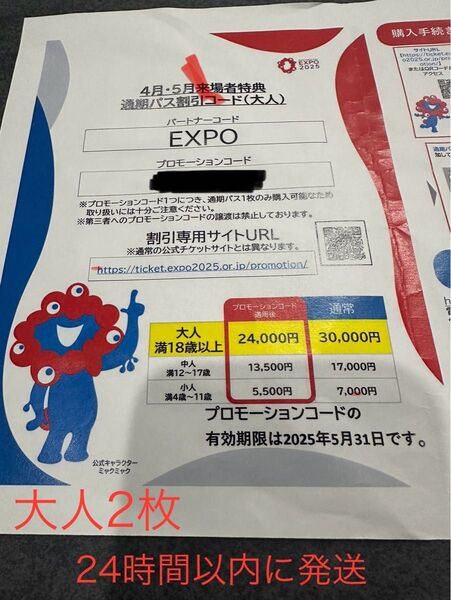 EXPO
2025
4月・5月来場者特典
通期パス割引コード(大人)
パートナーコード
EXPO
プロモーションコード
※プロモーションコード1つにつき、通期パス1枚のみ購入可能なため
取り扱いには十分ご注意ください。
※第三者へのプロモーションコードの譲渡は禁止しております。
割引専用サイトURL
※通常の公式チケットサイトとは異なります。
https://ticket.expo2025.or.jp/promotion/
プロモーションコード
適用後
通常
大人
満18歳以上
24,000円
30,000円
中人
満12~17歳
13,500円
17,000円
小人
満4歳~11歳
5,500円
7,000円
プロモーションコードの
有効期限は2025年5月31日です。
公式キャラクター
ミャクミャク
購入手続き
サイトURL
またはQRコード
アクセス
大人2枚
24時間以内に発送